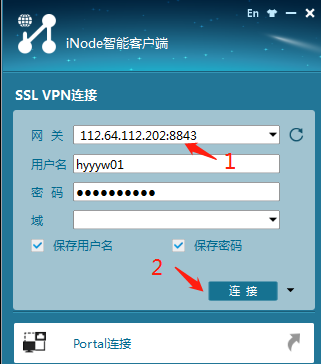 En
iNode智能客户端
SSL VPN连接
网 关 112.64.112.202:8843
1
用户名 hyyyw01
密 码 ●●●●●●●●●●
域
保存用户名 保存密码
2
连 接
Portal连接